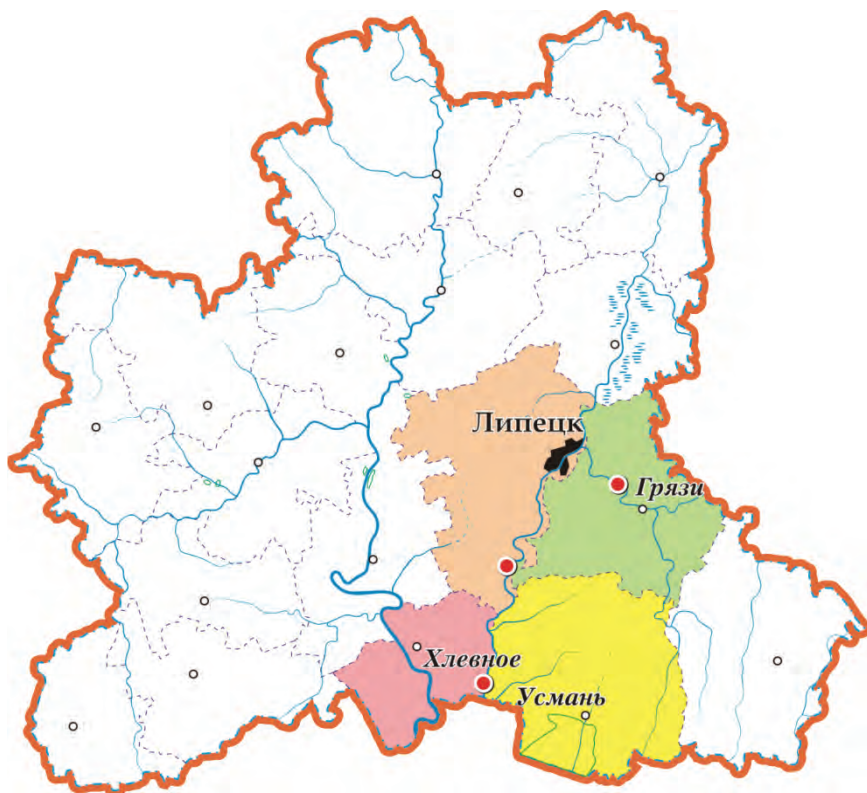 Липецк
Грязи
Хлевное
Усмань